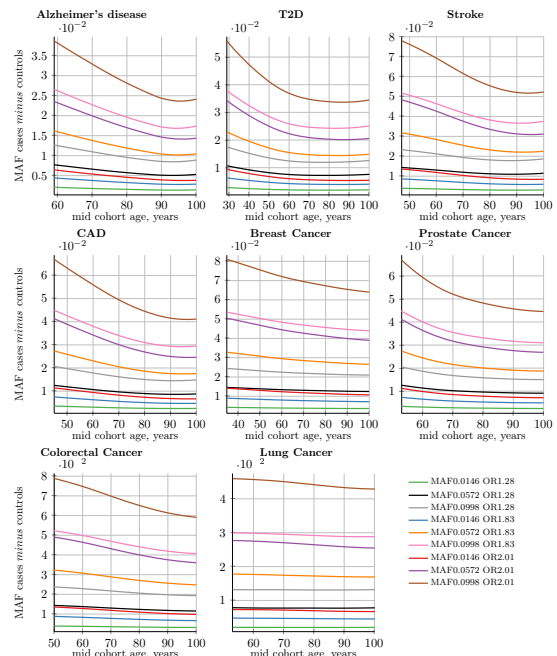 Alzheimer's disease
T2D
Stroke
·10−2
·10−2
·10−2
MAF cases minus controls
3.5
3
2.5
2
1.5
1
0.5
60 70 80 90 100
mid cohort age, years
5
4
3
2
1
0
30 40 50 60 70 80 90 100
mid cohort age, years
8
7
6
5
4
3
2
1
50 60 70 80 90 100
mid cohort age, years
CAD
Breast Cancer
Prostate Cancer
·10−2
·10−2
·10−2
MAF cases minus controls
6
5
4
3
2
1
50 60 70 80 90 100
mid cohort age, years
8
7
6
5
4
3
2
1
40 50 60 70 80 90 100
mid cohort age, years
6
5
4
3
2
1
60 70 80 90 100
mid cohort age, years
Colorectal Cancer
Lung Cancer
·10−2
·10−2
MAF cases minus controls
8
7
6
5
4
3
2
1
50 60 70 80 90 100
mid cohort age, years
4
3
2
1
60 70 80 90 100
mid cohort age, years
MAF0.0146 OR1.28
MAF0.0572 OR1.28
MAF0.0998 OR1.28
MAF0.0146 OR1.83
MAF0.0572 OR1.83
MAF0.0998 OR1.83
MAF0.0146 OR2.01
MAF0.0572 OR2.01
MAF0.0998 OR2.01